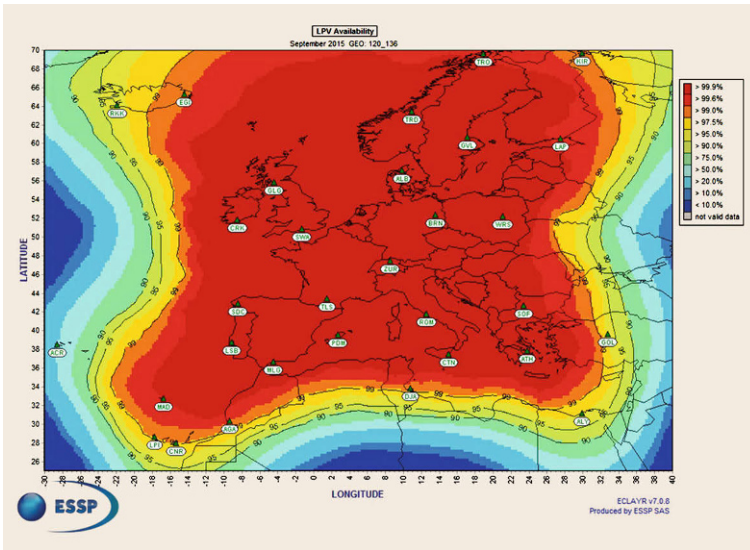 LPV Availability
September 2015 GEO: 120_136
70
68
66
64
62
60
58
56
54
52
50
48
46
44
42
40
38
36
34
32
30
28
26
LATITUDE
TRO
KIR
RKK
EGI
TRD
GVL
LAP
ALB
GLG
CRK
SWA
BRN
WRS
ZUR
SDC
TLS
SOF
ACR
LSB
PDM
ROM
GOL
MLG
CTN
ATH
MAD
DJA
AGA
ALY
LPI
CNR
90
95
99
-30
-28
-26
-24
-22
-20
-18
-16
-14
-12
-10
-8
-6
-4
-2
0
2
4
6
8
10
12
14
16
18
20
22
24
26
28
30
32
34
36
38
40
LONGITUDE
> 99.9%
> 99.6%
> 99.0%
> 97.5%
> 95.0%
> 90.0%
> 75.0%
> 50.0%
> 20.0%
> 10.0%
< 10.0%
not valid data
ESSP
ECLAYR v7.0.8
Produced by ESSP SAS